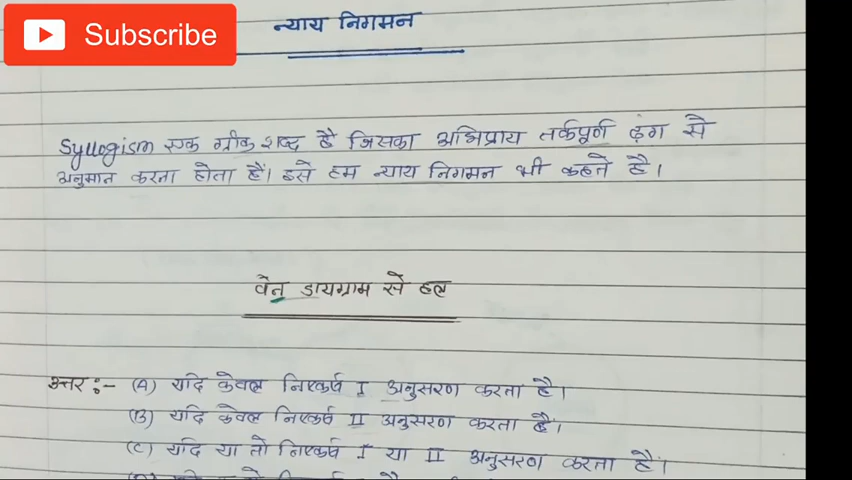 Subscribe
न्याय निगमन
Syllogism एक ग्रीक शब्द है जिसका अभिप्राय तर्कपूर्ण ढंग से
अनुमान करना होता है। इसे हम न्याय निगमन भी कहते है।
वेन डायग्राम से हल
उत्तर :- (A) यदि केवल निष्कर्ष I अनुसरण करता है।
(B) यदि केवल निष्कर्ष II अनुसरण करता है।
(C) यदि या तो निष्कर्ष I या II अनुसरण करता है।